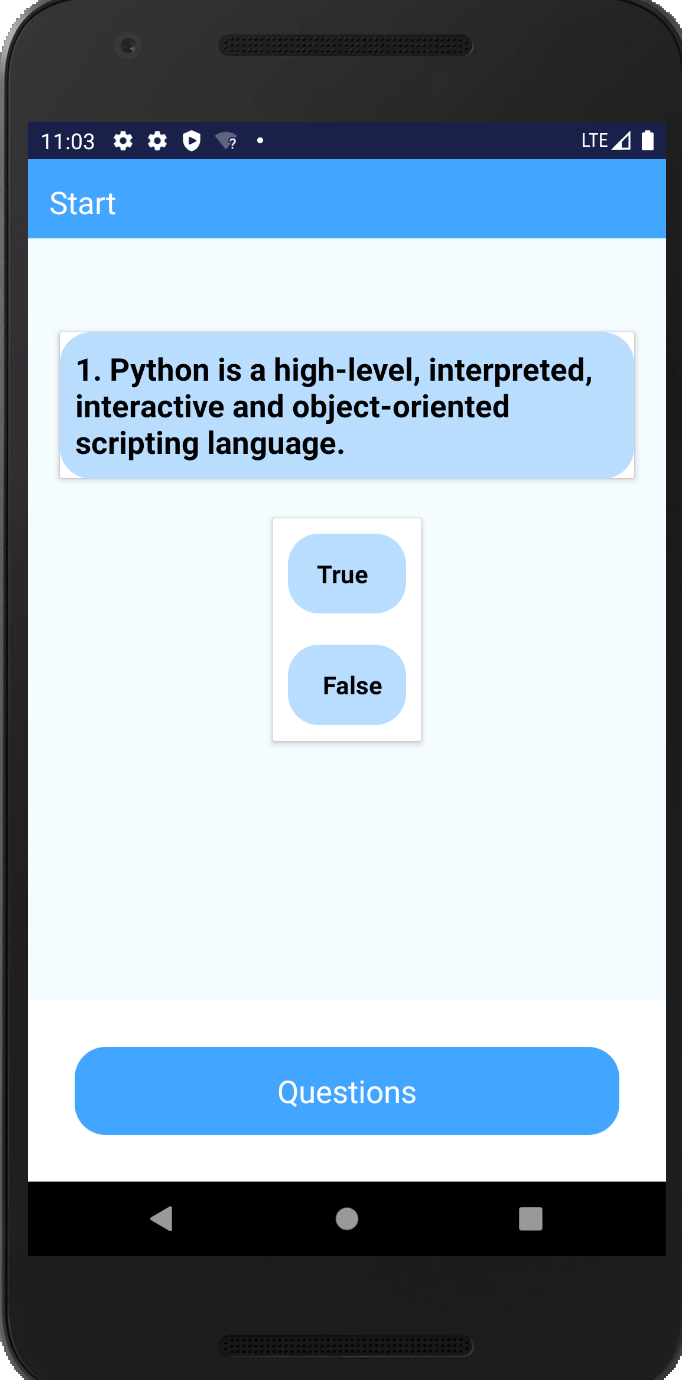 11:03
LTE
Start
1. Python is a high-level, interpreted,
interactive and object-oriented
scripting language.
True
False
Questions